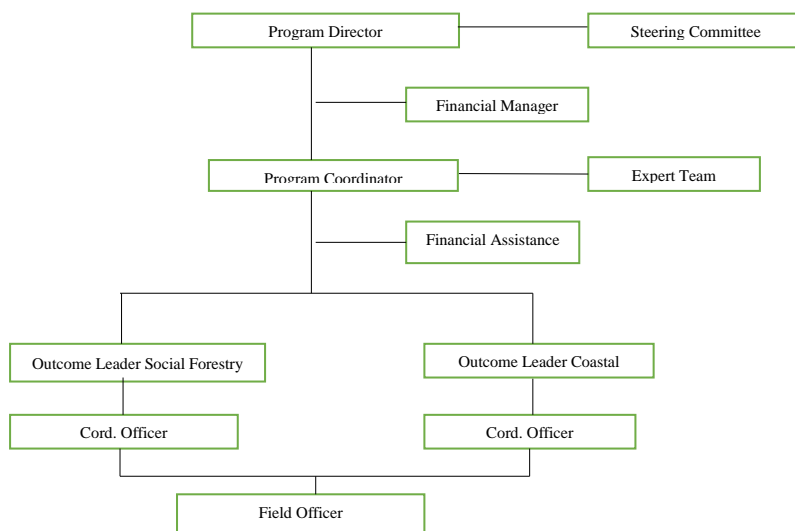 Program Director
Steering Committee
Financial Manager
Program Coordinator
Expert Team
Financial Assistance
Outcome Leader Social Forestry
Outcome Leader Coastal
Cord. Officer
Cord. Officer
Field Officer